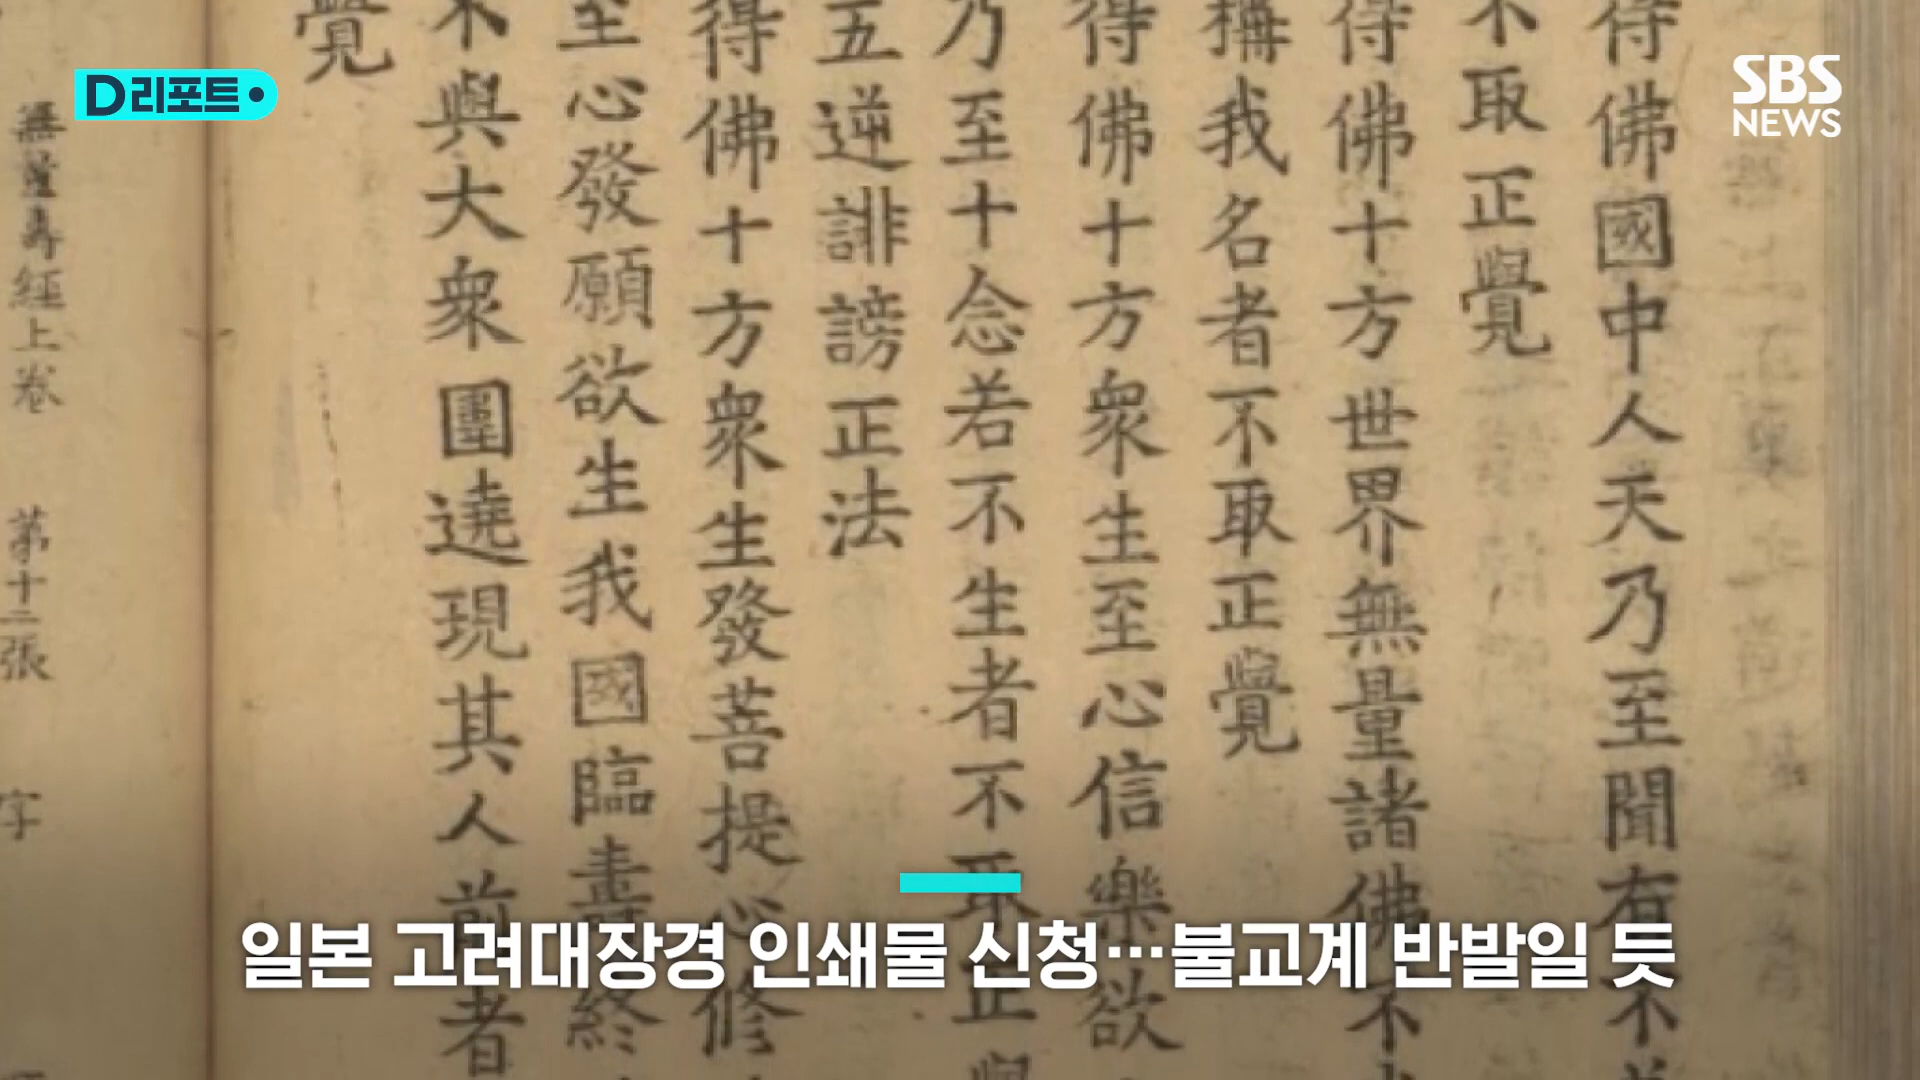 D리포트
SBS
NEWS
得佛國中人天乃至聞有不
不取正覺
得佛十方世界無量諸佛不
稱我名者不取正覺
得佛十方衆生至心信樂欲
乃至十念若不生者不取正覺
五逆誹謗正法
得佛十方衆生發菩提心修
至心發願欲生我國臨壽終
不與大衆圍遶現其人前者
覺
無量壽經上卷 第十二張 字
일본 고려대장경 인쇄물 신청…불교계 반발일 듯